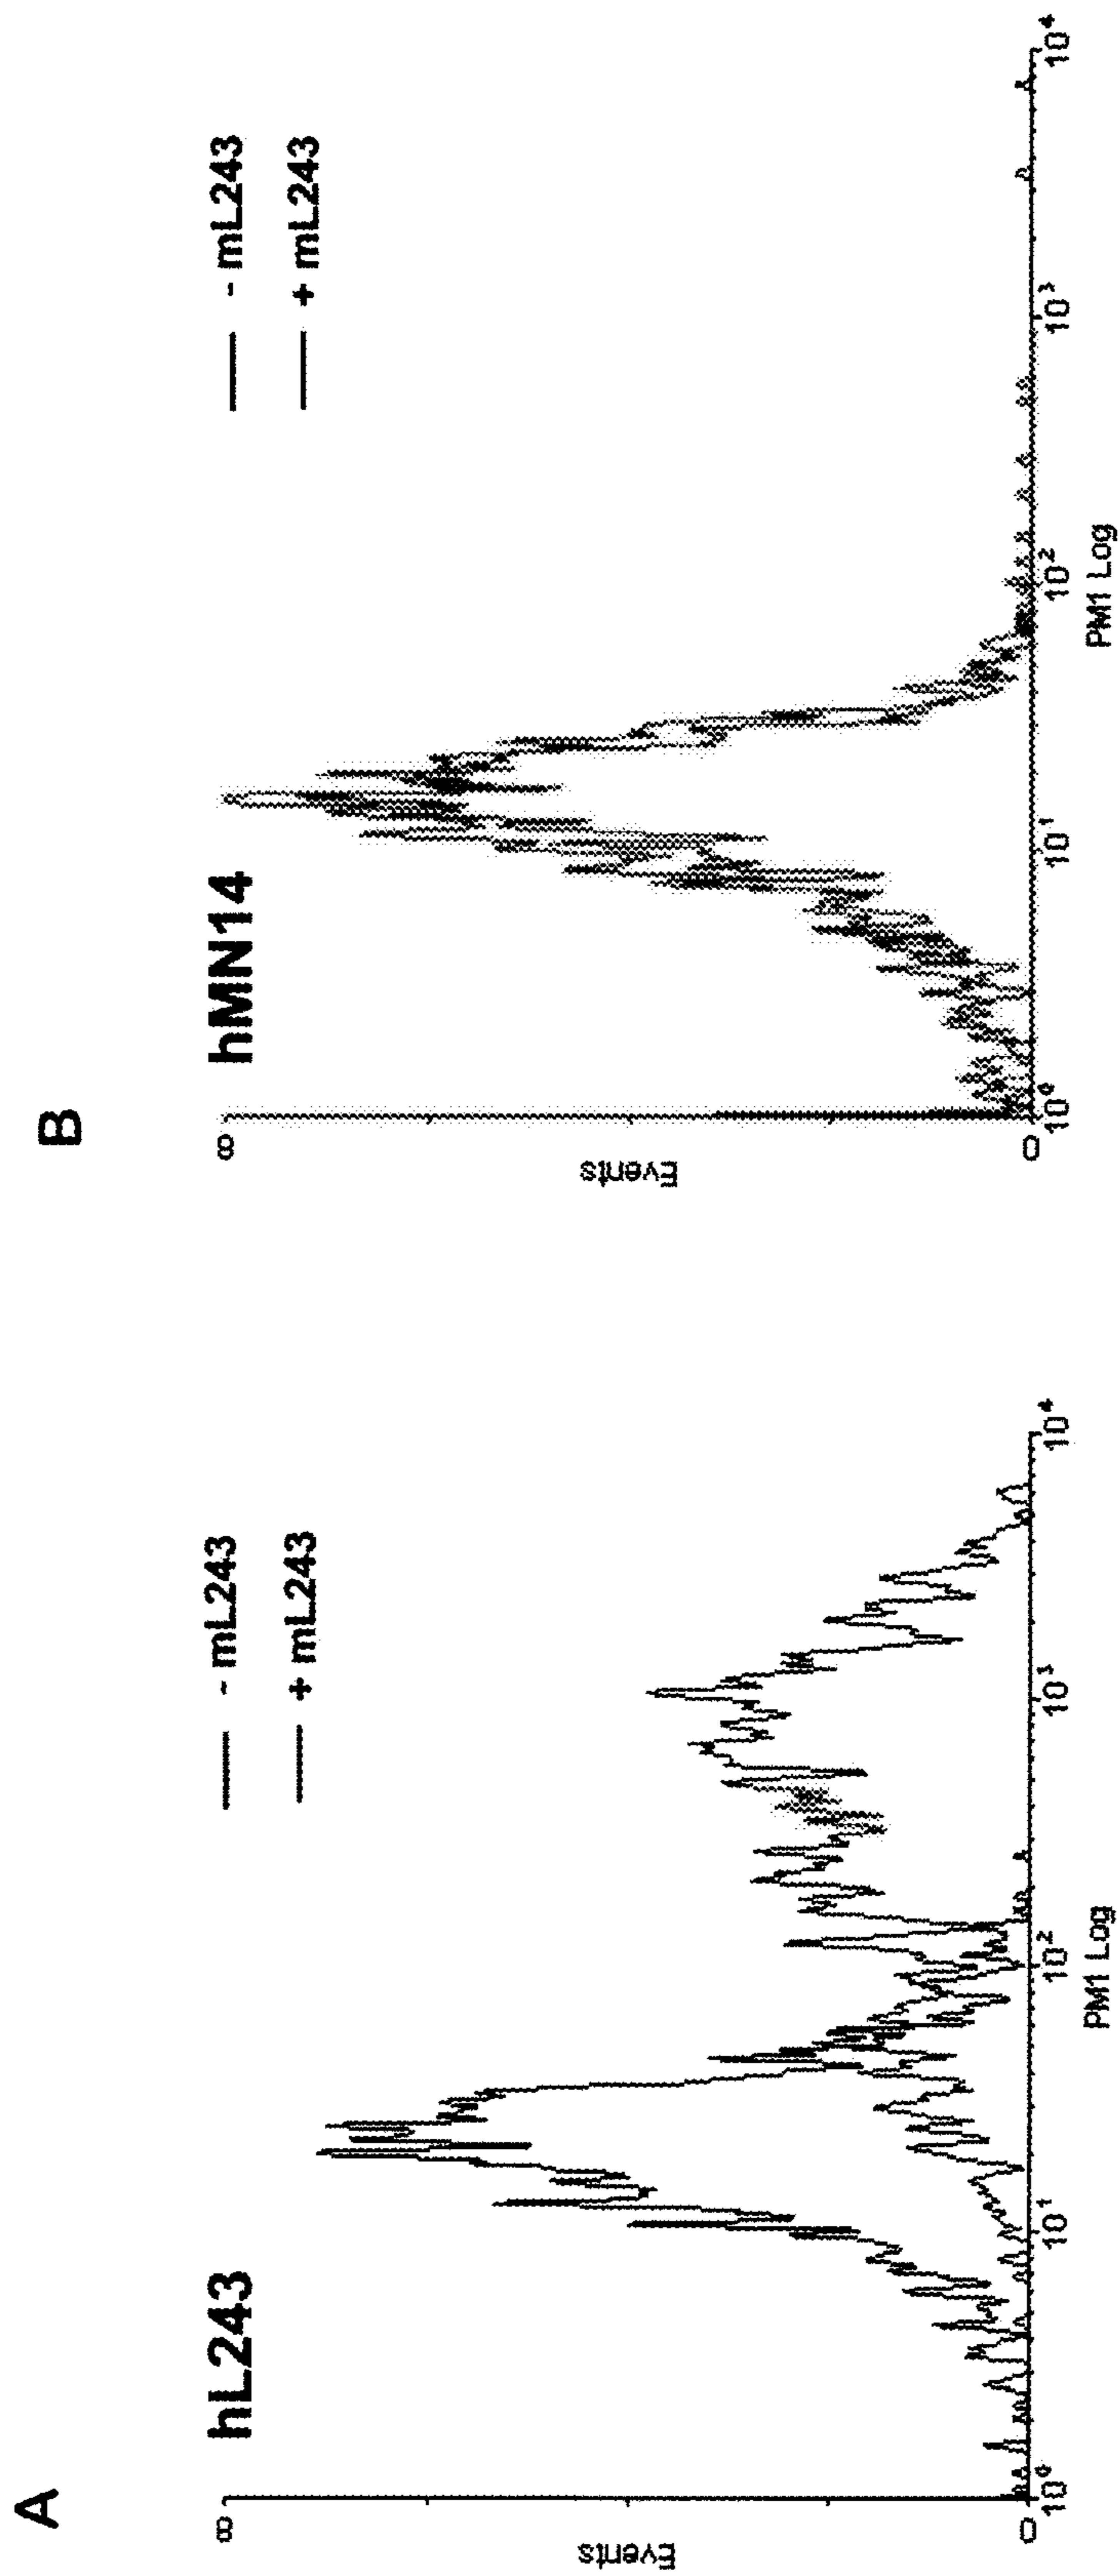 A
hL243
- mL243
+ mL243
8
Events
0
10⁰
10¹
10²
10³
10⁴
PM1 Log
B
hMN14
- mL243
+ mL243
8
Events
0
10⁰
10¹
10²
10³
10⁴
PM1 Log